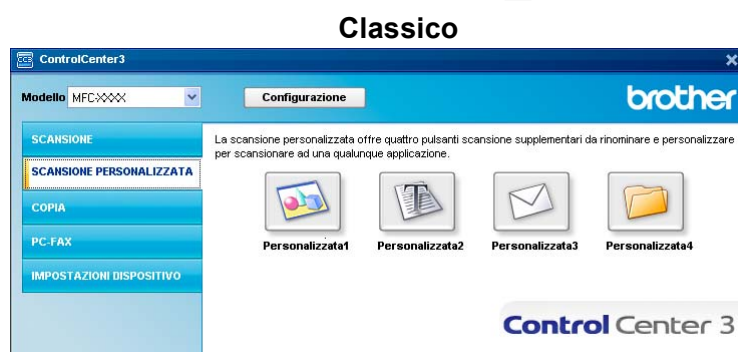 Classico
ControlCenter3
Modello MFC-XXXX
Configurazione
brother
SCANSIONE
SCANSIONE PERSONALIZZATA
COPIA
PC-FAX
IMPOSTAZIONI DISPOSITIVO
La scansione personalizzata offre quattro pulsanti scansione supplementari da rinominare e personalizzare
per scansionare ad una qualunque applicazione.
Personalizzata1
Personalizzata2
Personalizzata3
Personalizzata4
Control Center 3